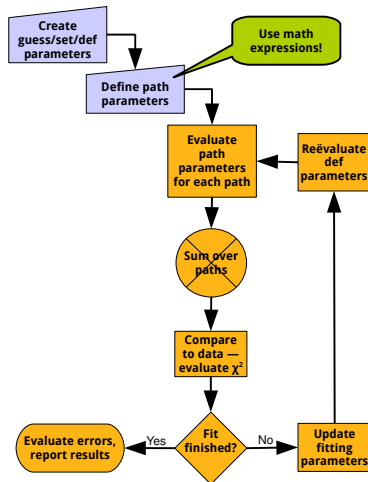 Create
guess/set/def
parameters
Use math
expressions!
Define path
parameters
Evaluate
path
parameters
for each path
Reëvaluate
def
parameters
Sum over
paths
Compare
to data —
evaluate χ²
Fit
finished?
Yes
No
Evaluate errors,
report results
Update
fitting
parameters